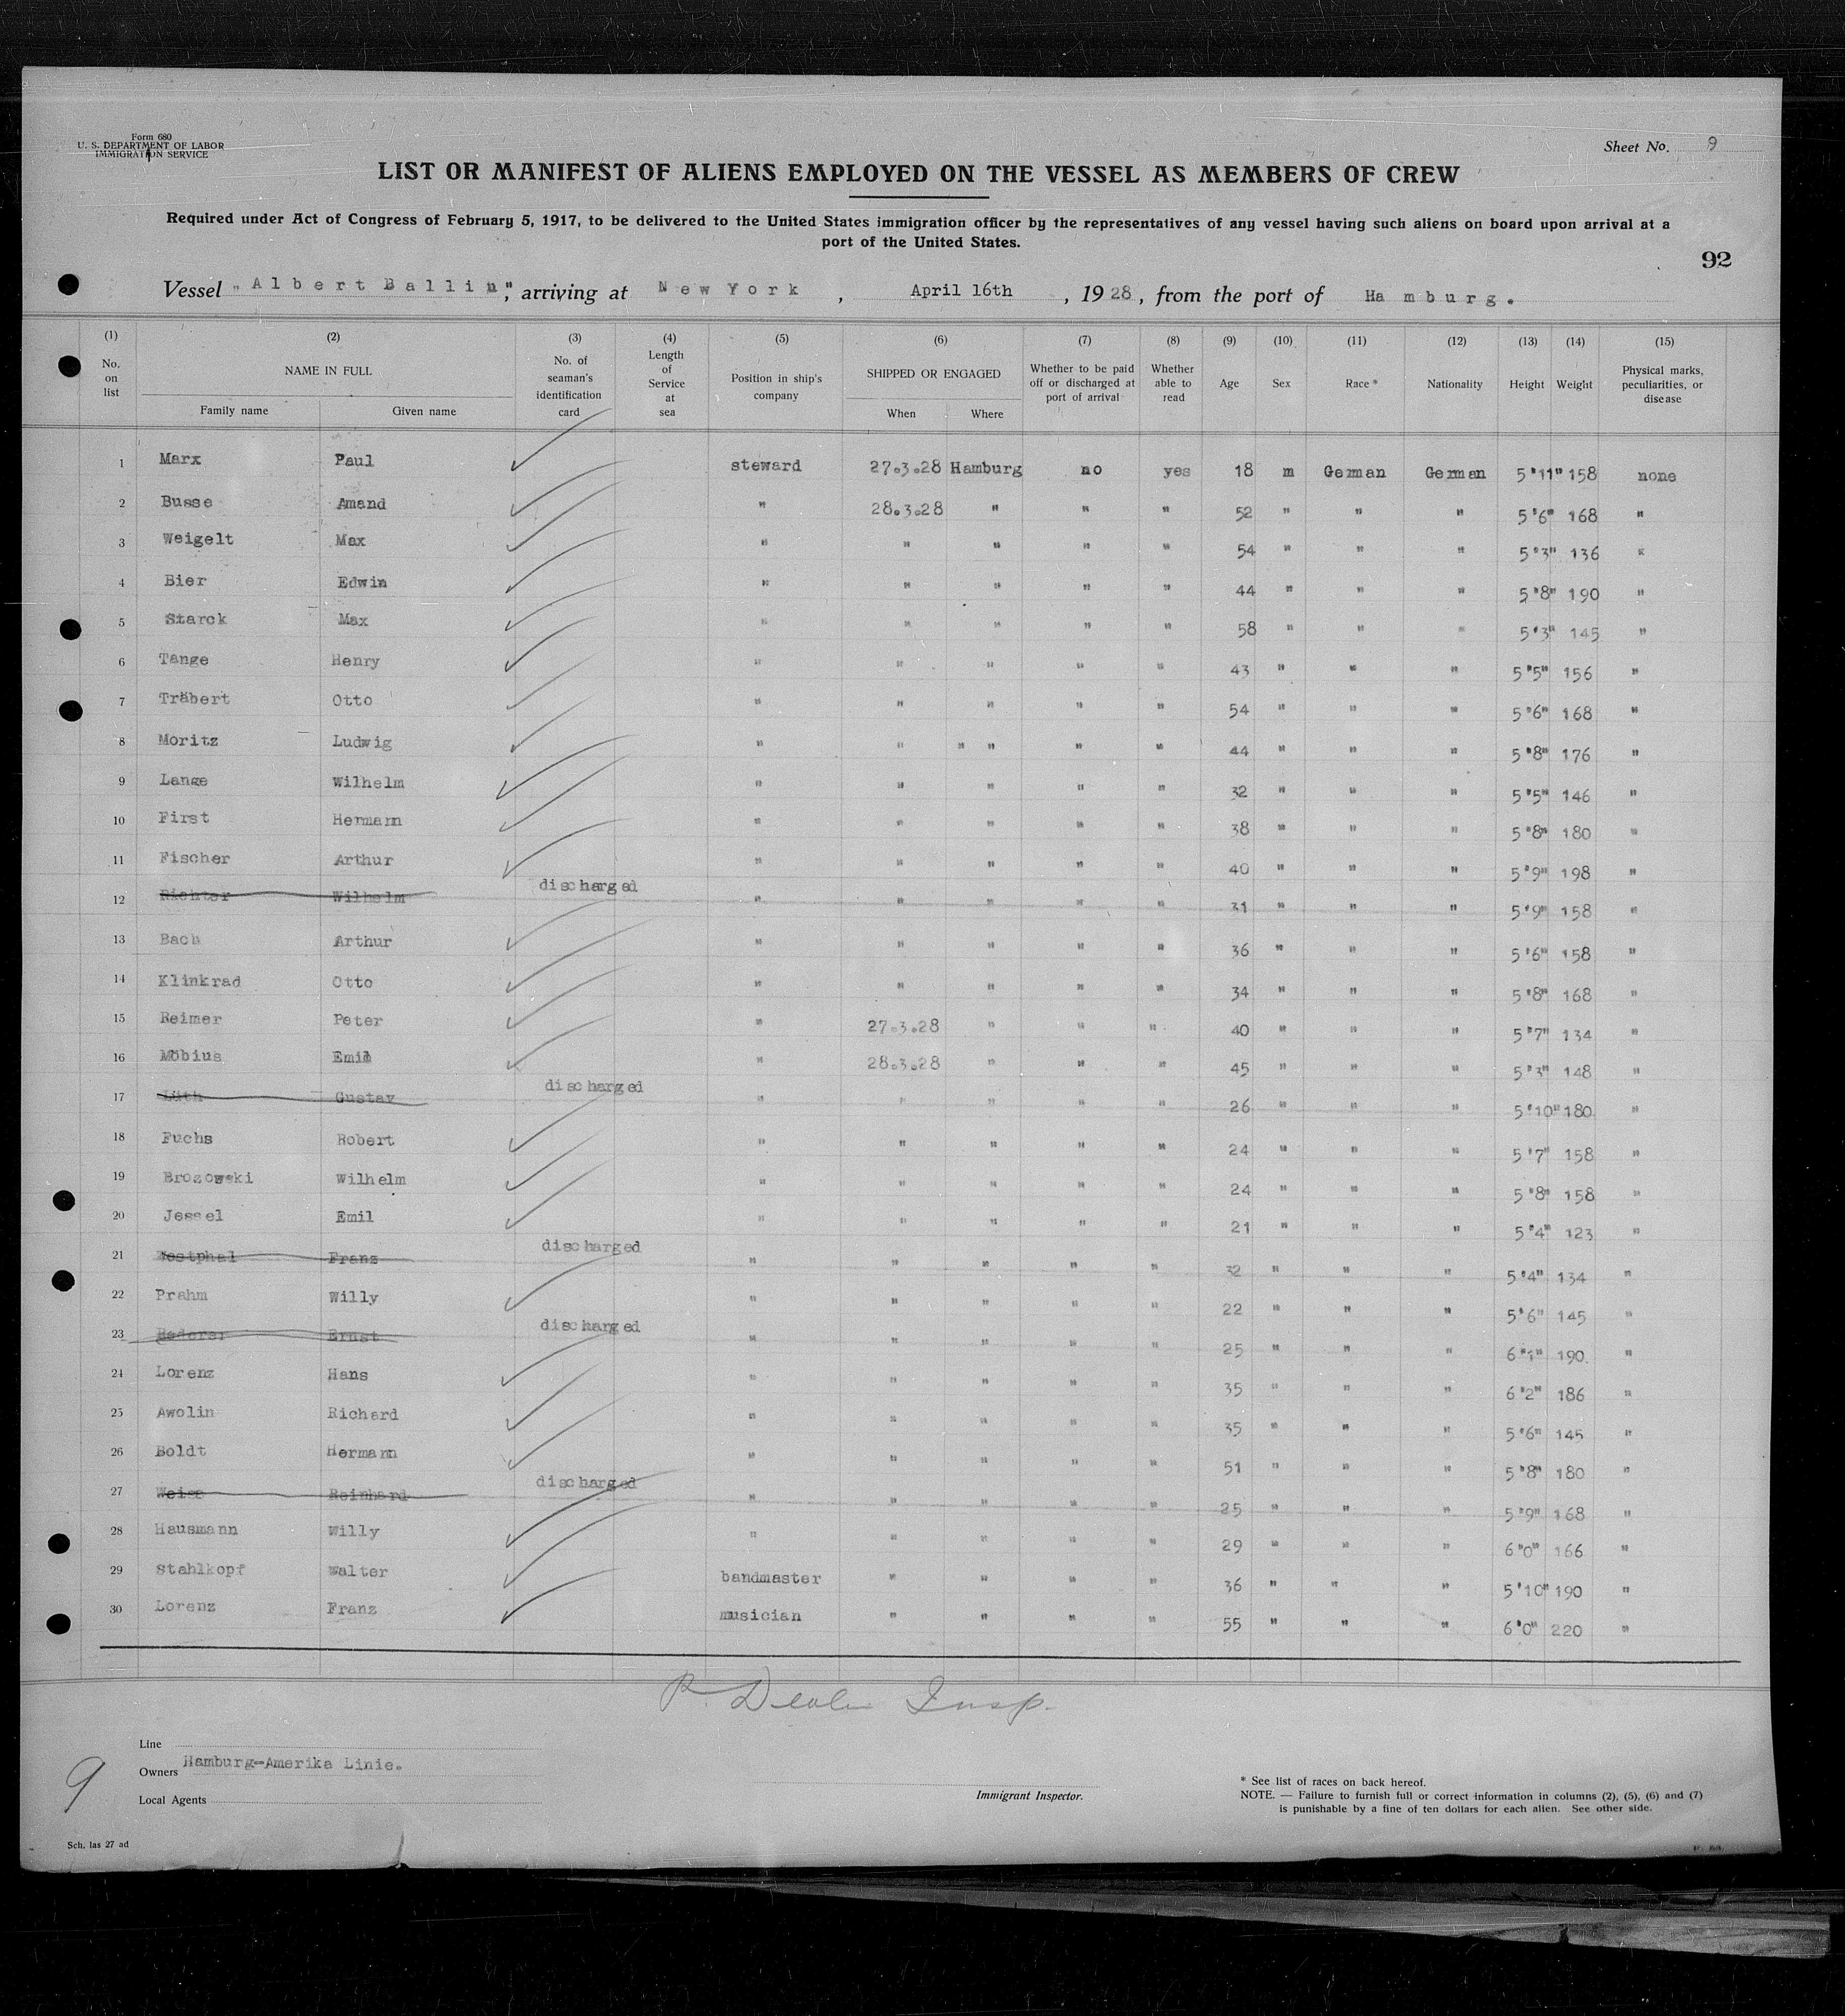 Form 680
U. S. DEPARTMENT OF LABOR
IMMIGRATION SERVICE
Sheet No. 9
LIST OR MANIFEST OF ALIENS EMPLOYED ON THE VESSEL AS MEMBERS OF CREW
Required under Act of Congress of February 5, 1917, to be delivered to the United States immigration officer by the representatives of any vessel having such aliens on board upon arrival at a
port of the United States.
92
Vessel "Albert Ballin", arriving at New York, April 16th, 1928, from the port of Hamburg.
(1) (2) (3) (4) (5) (6) (7) (8) (9) (10) (11) (12) (13) (14) (15)
No. on list NAME IN FULL Family name Given name No. of seaman's identification card Length of Service at sea Position in ship's company SHIPPED OR ENGAGED When Where Whether to be paid off or discharged at port of arrival Whether able to read Age Sex Race * Nationality Height Weight Physical marks, peculiarities, or disease
1 Marx Paul steward 27.3.28 Hamburg no yes 18 m German German 5'11" 158 none
2 Busse Amand " 28.3.28 " " " 52 " " " 5'6" 168 "
3 Weigelt Max " " " " " 54 " " " 5'3" 136 "
4 Bier Edwin " " " " " 44 " " " 5'8" 190 "
5 Starck Max " " " " " 58 " " " 5'3" 145 "
6 Tange Henry " " " " " 43 " " " 5'5" 156 "
7 Träbert Otto " " " " " 54 " " " 5'6" 168 "
8 Moritz Ludwig " " " " " " 44 " " " 5'8" 176 "
9 Lange Wilhelm " " " " " 32 " " " 5'5" 146 "
10 First Hermann " " " " " 38 " " " 5'8" 180 "
11 Fischer Arthur " " " " " 40 " " " 5'9" 198 "
12 Richter Wilhelm discharged " " " " " 31 " " " 5'9" 158 "
13 Bach Arthur " " " " " 36 " " " 5'6" 158 "
14 Klinkrad Otto " " " " " 34 " " " 5'8" 168 "
15 Reimer Peter " 27.3.28 " " " 40 " " " 5'7" 134 "
16 Möbius Emil " 28.3.28 " " " 45 " " " 5'3" 148 "
17 Gustav discharged " " " " " 26 " " " 5'10" 180 "
18 Fuchs Robert " " " " " 24 " " " 5'7" 158 "
19 Brozowski Wilhelm " " " " " 24 " " " 5'8" 158 "
20 Jessel Emil " " " " " 21 " " " 5'4" 123 "
21 Westphal Franz discharged " " " " " 32 " " " 5'4" 134 "
22 Prahm Willy " " " " " 22 " " " 5'6" 145 "
23 Ernst discharged " " " " " 25 " " " 6'1" 190 "
24 Lorenz Hans " " " " " 35 " " " 6'2" 186 "
25 Awolin Richard " " " " " 35 " " " 5'6" 145 "
26 Boldt Hermann " " " " " 51 " " " 5'8" 180 "
27 Reinhard discharged " " " " " 25 " " " 5'9" 168 "
28 Hausmann Willy " " " " " 29 " " " 6'0" 166 "
29 Stahlkopf Walter bandmaster " " " " 36 " " " 5'10" 190 "
30 Lorenz Franz musician " " " " 55 " " " 6'0" 220 "
Insp.
Line
Owners Hamburg-Amerika Linie.
Local Agents
9
Immigrant Inspector.
* See list of races on back hereof.
NOTE. — Failure to furnish full or correct information in columns (2), (5), (6) and (7)
is punishable by a fine of ten dollars for each alien. See other side.
Sch. las 27 ad